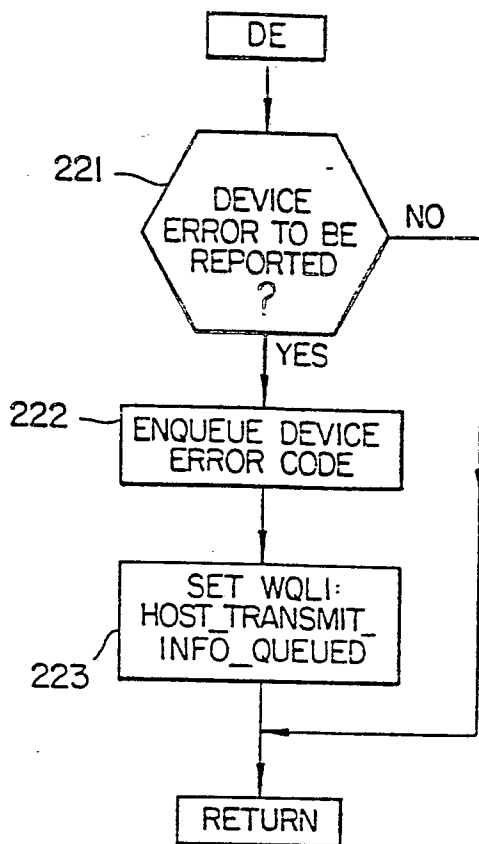 DE
221
DEVICE
ERROR TO BE
REPORTED
?
NO
YES
222
ENQUEUE DEVICE
ERROR CODE
SET WQLI:
HOST_TRANSMIT_
INFO_QUEUED
223
RETURN